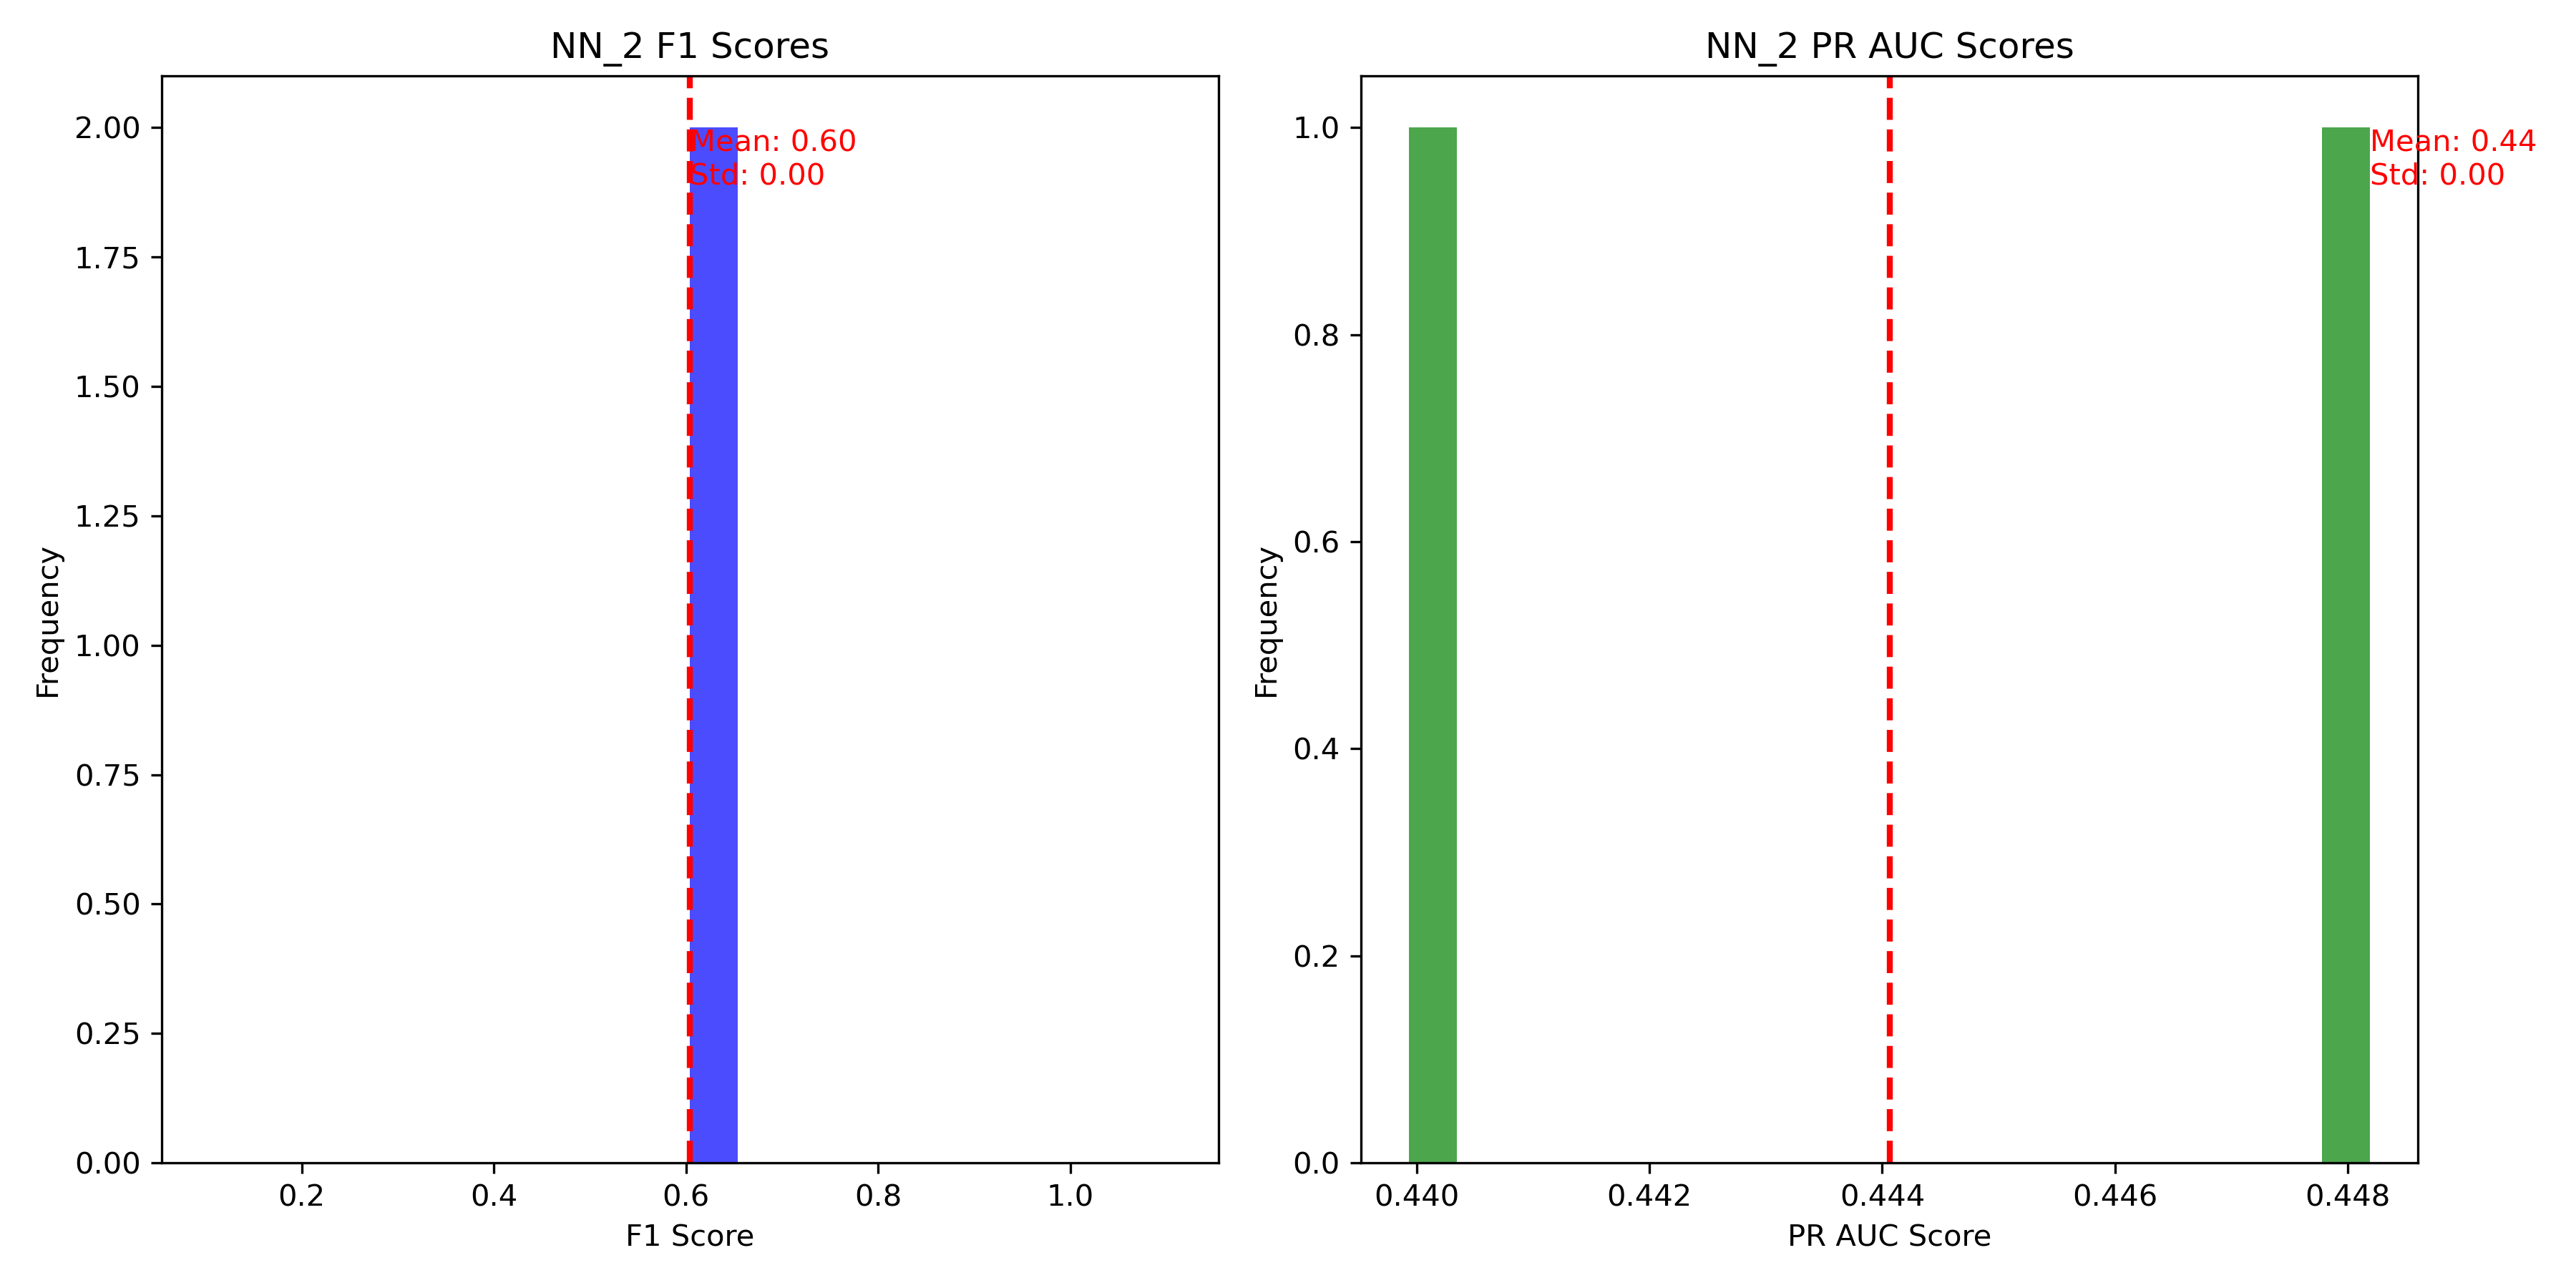 NN_2 F1 Scores
2.00
1.75
1.50
1.25
1.00
0.75
0.50
0.25
0.00
Frequency
Mean: 0.60
Std: 0.00
0.2 0.4 0.6 0.8 1.0
F1 Score
NN_2 PR AUC Scores
1.0
0.8
0.6
0.4
0.2
0.0
Frequency
Mean: 0.44
Std: 0.00
0.440 0.442 0.444 0.446 0.448
PR AUC Score